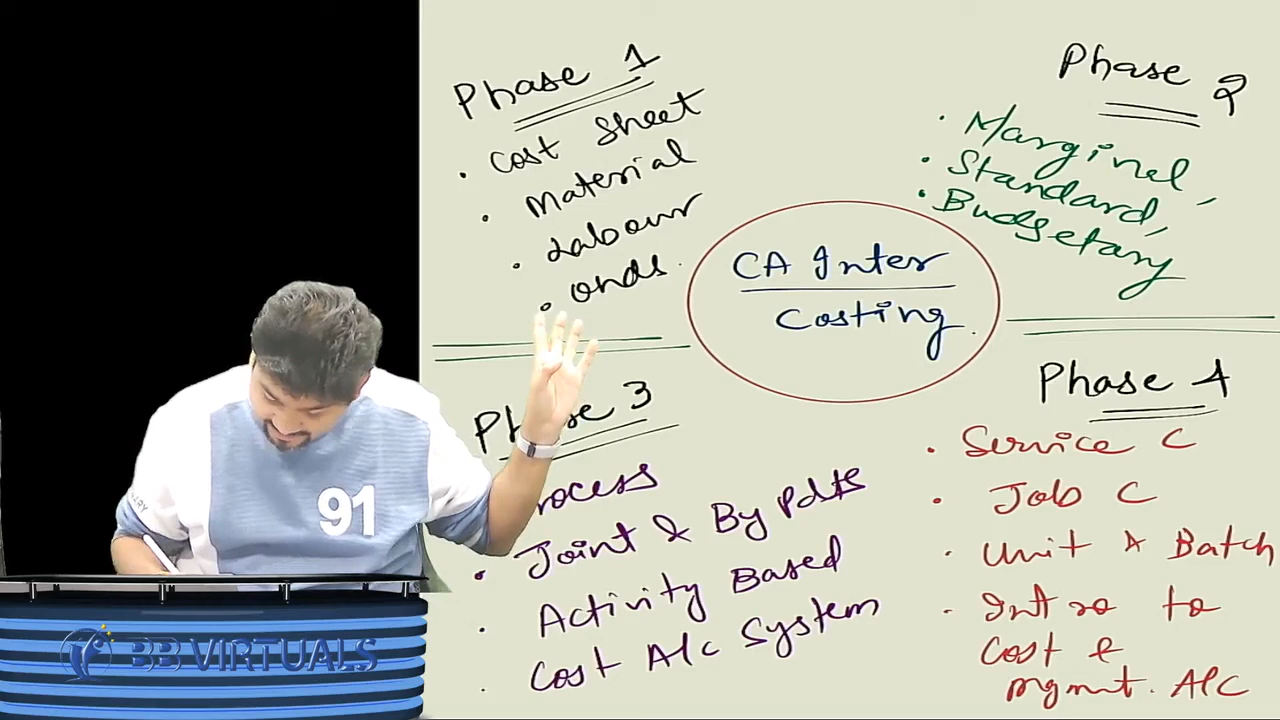 Phase 1
• Cost Sheet
• Material
• Labour
• OHDs.
Phase 2
• Marginal,
• Standard,
• Budgetary
CA Inter
Costing.
Phase 3
rocess
• Joint & By Pdts
• Activity Based
• Cost A/c System
Phase 4
• Service C
• Job C
• Unit & Batch
• Intro to
Cost &
mgmt. A/C
91
BB VIRTUALS